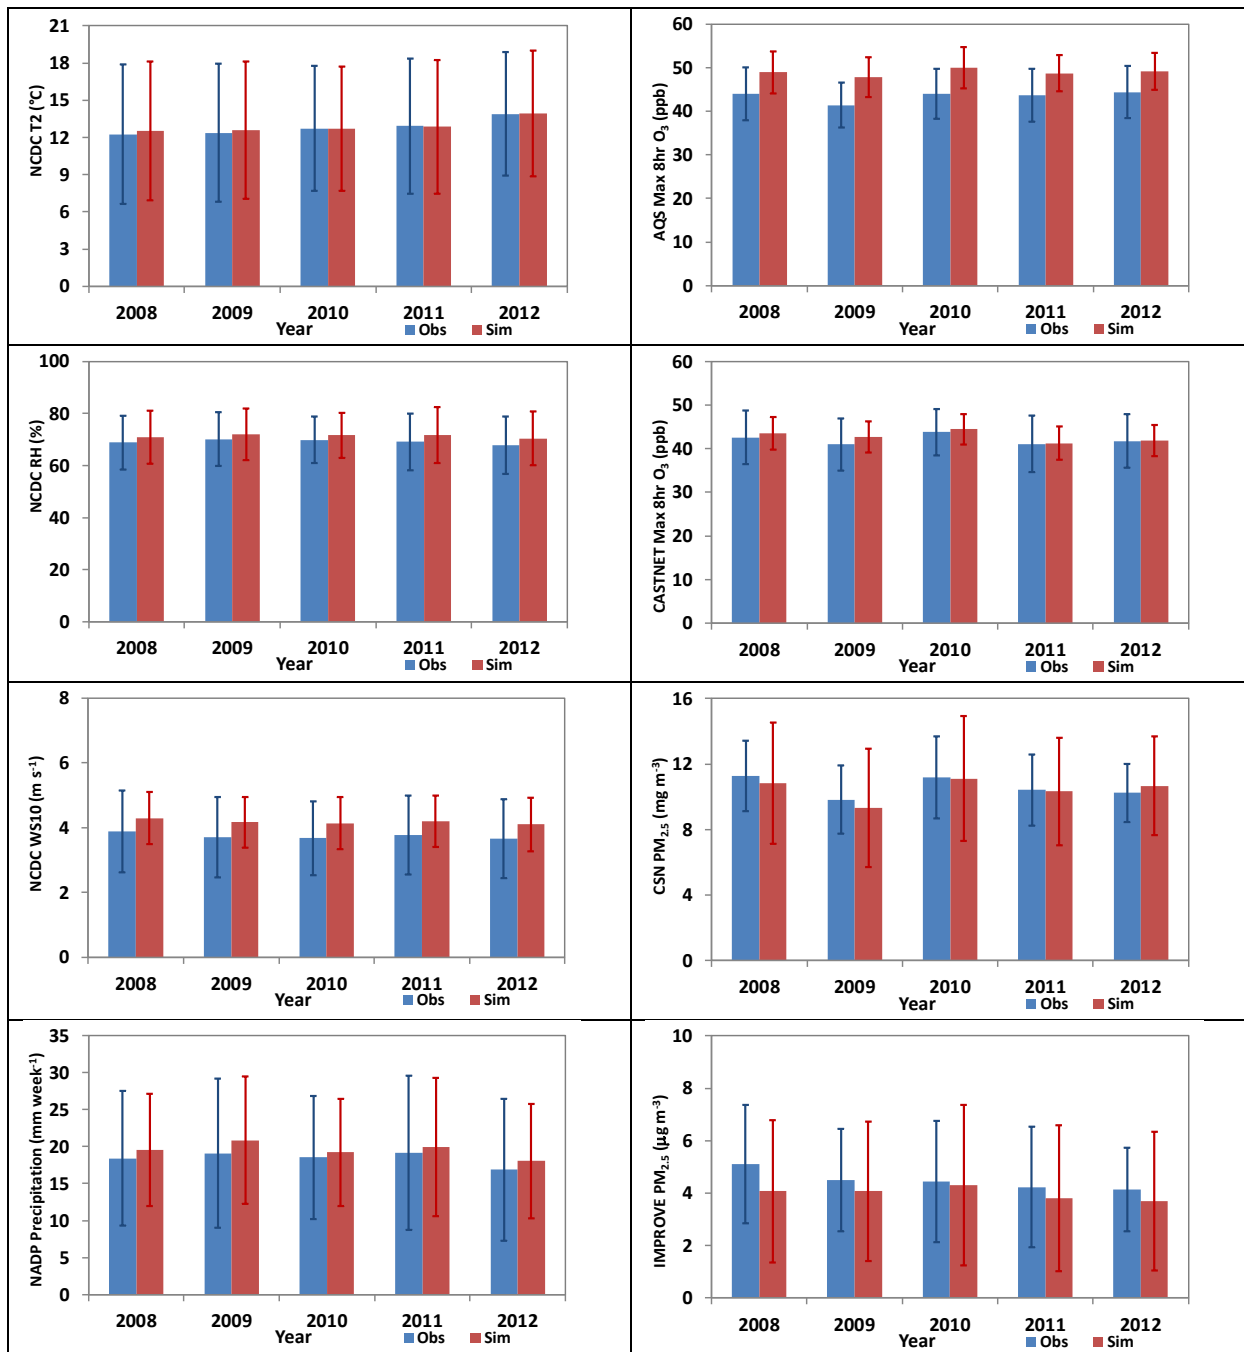 NCDC T2 (°C)
21
18
15
12
9
6
3
0
2008 2009 2010 2011 2012
Year
Obs Sim
AQS Max 8hr O₃ (ppb)
60
50
40
30
20
10
0
2008 2009 2010 2011 2012
Year
Obs Sim
NCDC RH (%)
100
80
60
40
20
0
2008 2009 2010 2011 2012
Year
Obs Sim
CASTNET Max 8hr O₃ (ppb)
60
50
40
30
20
10
0
2008 2009 2010 2011 2012
Year
Obs Sim
NCDC WS10 (m s⁻¹)
8
6
4
2
0
2008 2009 2010 2011 2012
Year
Obs Sim
CSN PM₂.₅ (mg m⁻³)
16
12
8
4
0
2008 2009 2010 2011 2012
Year
Obs Sim
NADP Precipitation (mm week⁻¹)
35
30
25
20
15
10
5
0
2008 2009 2010 2011 2012
Year
Obs Sim
IMPROVE PM₂.₅ (µg m⁻³)
10
8
6
4
2
0
2008 2009 2010 2011 2012
Year
Obs Sim